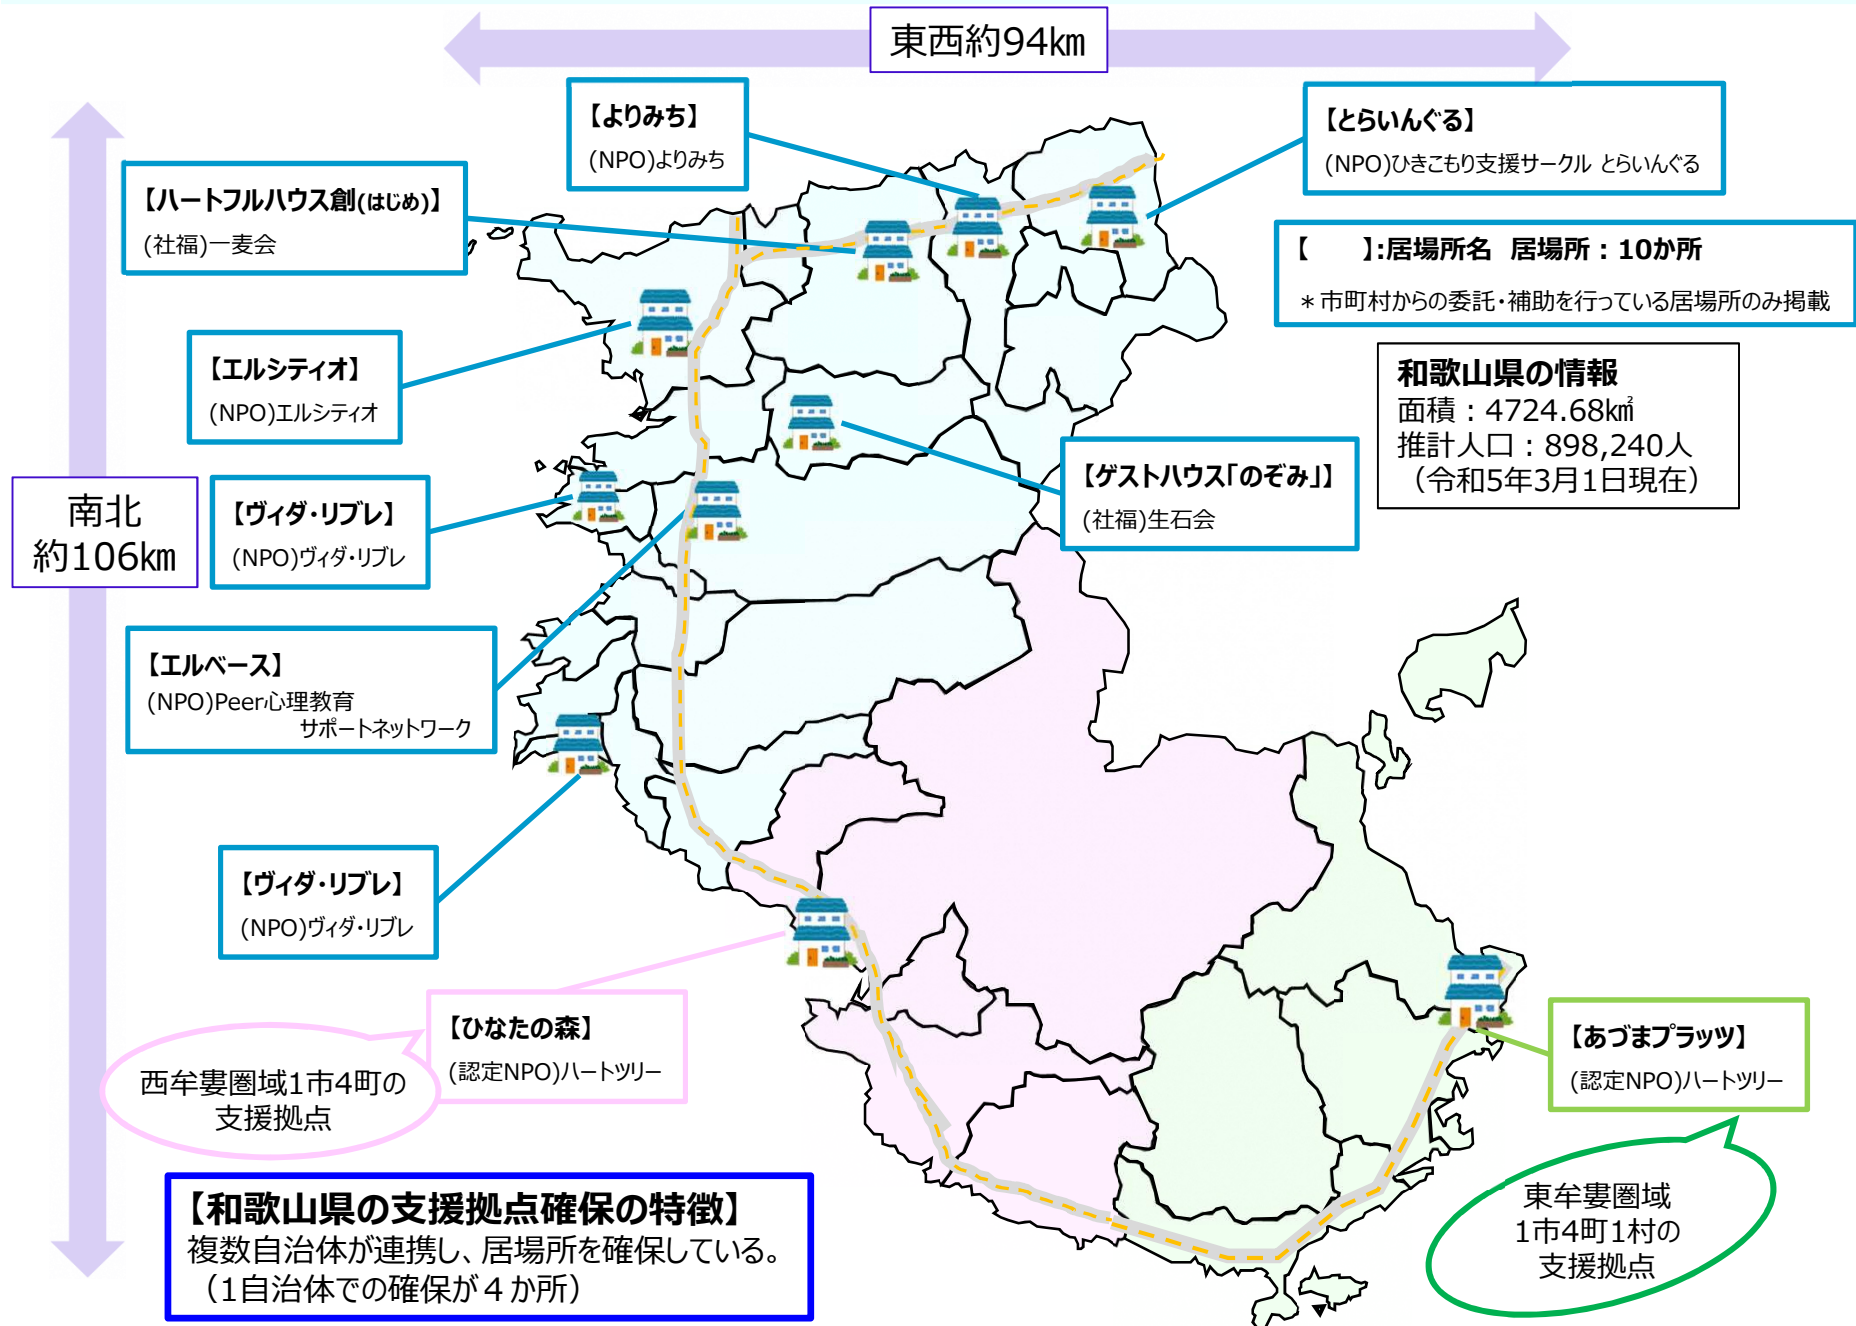 東西約94㎞
【よりみち】
(NPO)よりみち
【とらいんぐる】
(NPO)ひきこもり支援サークル とらいんぐる
【ハートフルハウス創(はじめ)】
(社福)一麦会
【　　】:居場所名 居場所：10か所
＊市町村からの委託・補助を行っている居場所のみ掲載
【エルシティオ】
(NPO)エルシティオ
和歌山県の情報
面積：4724.68㎢
推計人口：898,240人
（令和5年3月1日現在）
【ゲストハウス「のぞみ」】
(社福)生石会
南北
約106㎞
【ヴィダ・リブレ】
(NPO)ヴィダ・リブレ
【エルベース】
(NPO)Peer心理教育
サポートネットワーク
【ヴィダ・リブレ】
(NPO)ヴィダ・リブレ
【ひなたの森】
(認定NPO)ハートツリー
西牟婁圏域1市4町の
支援拠点
【あづまプラッツ】
(認定NPO)ハートツリー
東牟婁圏域
1市4町1村の
支援拠点
【和歌山県の支援拠点確保の特徴】
複数自治体が連携し、居場所を確保している。
（1自治体での確保が４か所）